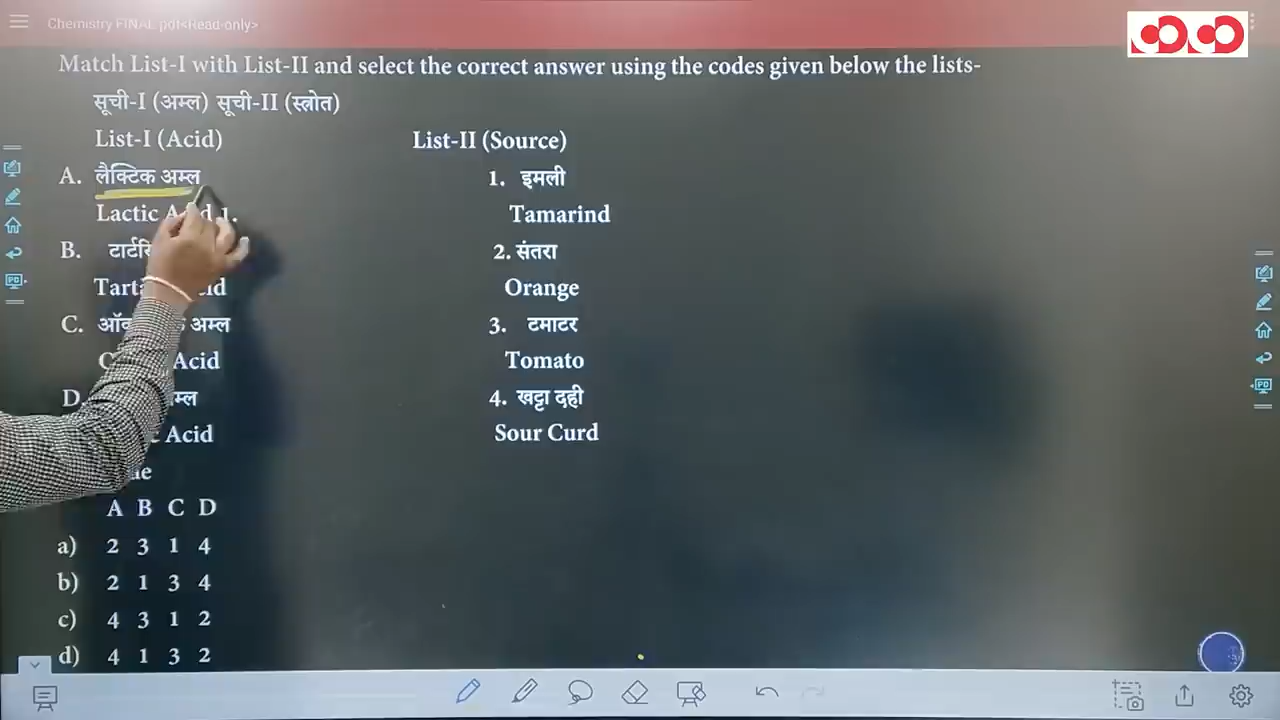 Chemistry FINAL.pdf<Read-only>
Match List-I with List-II and select the correct answer using the codes given below the lists-
सूची-I (अम्ल) सूची-II (स्त्रोत)
List-I (Acid) List-II (Source)
A. लैक्टिक अम्ल 1. इमली
Lactic 1. Tamarind
B. 2. संतरा
Orange
C. अम्ल 3. टमाटर
Acid Tomato
D. 4. खट्टा दही
Acid Sour Curd
A B C D
a) 2 3 1 4
b) 2 1 3 4
c) 4 3 1 2
d) 4 1 3 2